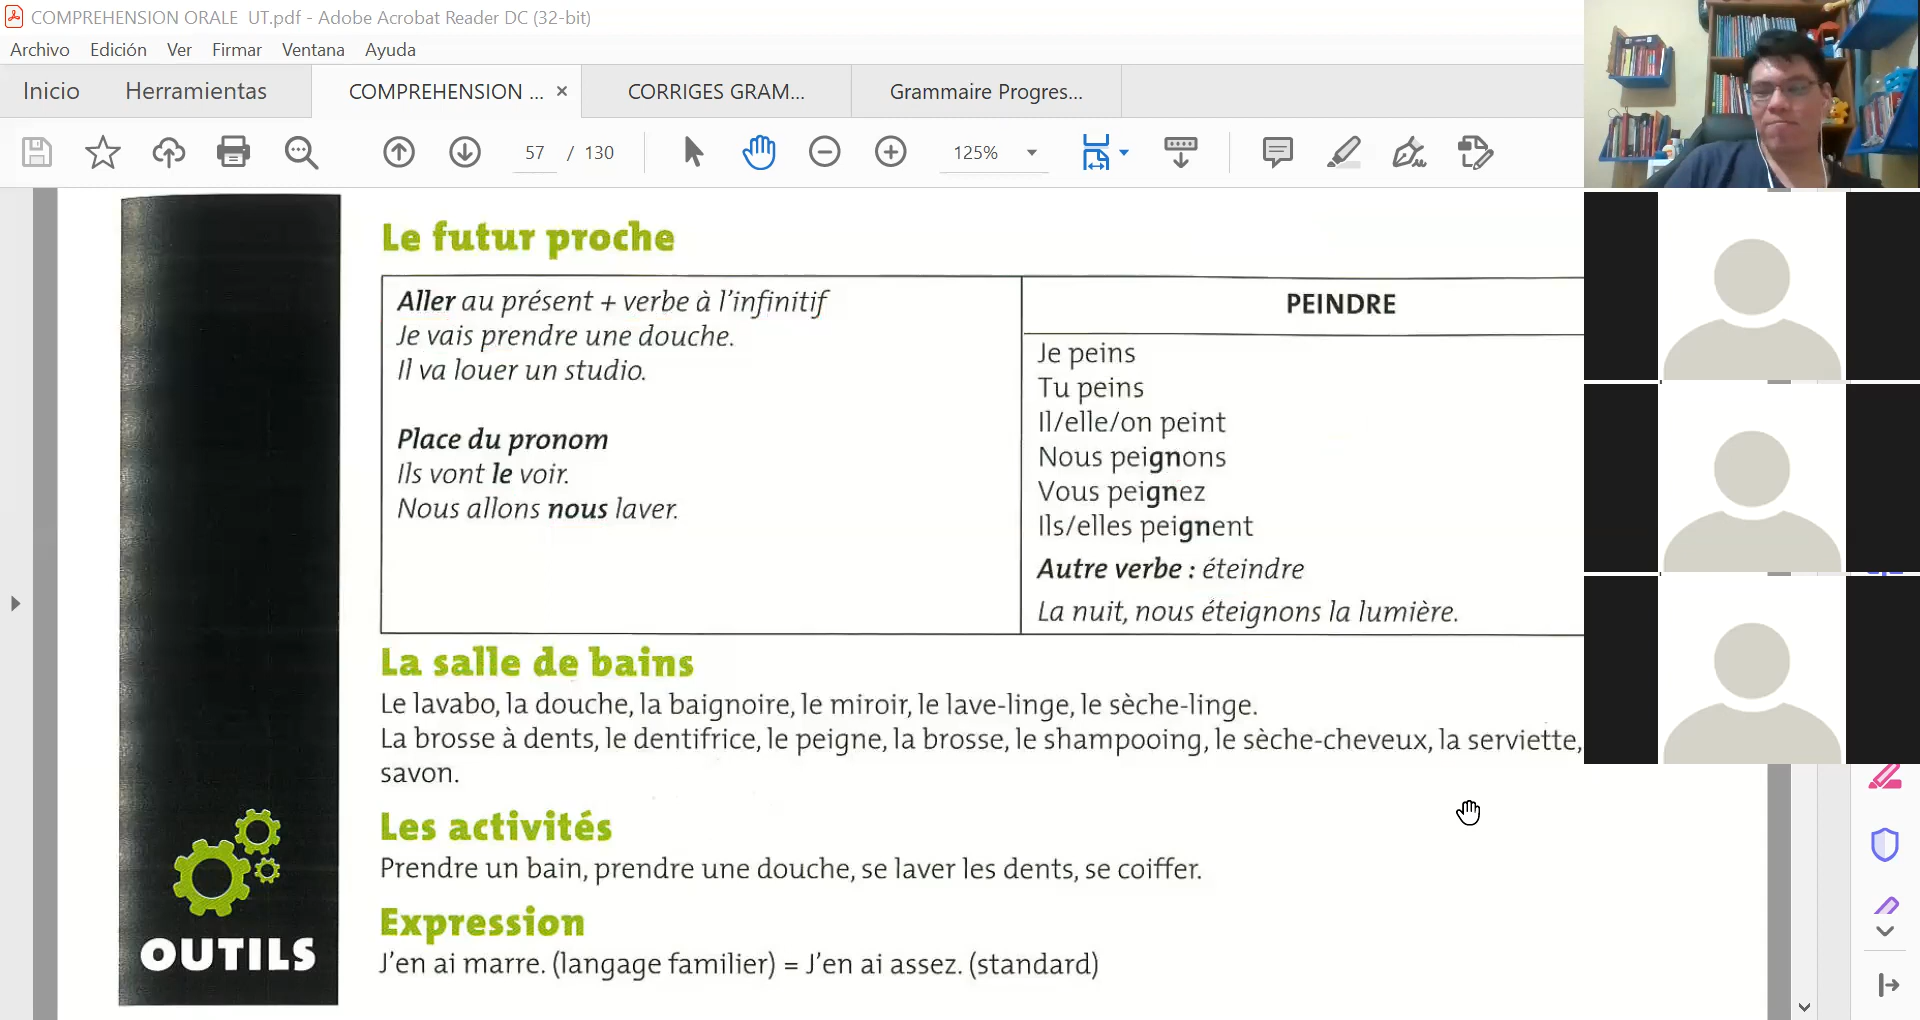 COMPREHENSION ORALE UT.pdf - Adobe Acrobat Reader DC (32-bit)
Archivo Edición Ver Firmar Ventana Ayuda
Inicio Herramientas COMPREHENSION ... × CORRIGES GRAM... Grammaire Progres...
57 / 130 125%
Le futur proche
Aller au présent + verbe à l'infinitif
Je vais prendre une douche.
Il va louer un studio.
Place du pronom
Ils vont le voir.
Nous allons nous laver.
PEINDRE
Je peins
Tu peins
Il/elle/on peint
Nous peignons
Vous peignez
Ils/elles peignent
Autre verbe : éteindre
La nuit, nous éteignons la lumière.
La salle de bains
Le lavabo, la douche, la baignoire, le miroir, le lave-linge, le sèche-linge.
La brosse à dents, le dentifrice, le peigne, la brosse, le shampooing, le sèche-cheveux, la serviette,
savon.
Les activités
Prendre un bain, prendre une douche, se laver les dents, se coiffer.
Expression
J'en ai marre. (langage familier) = J'en ai assez. (standard)
OUTILS